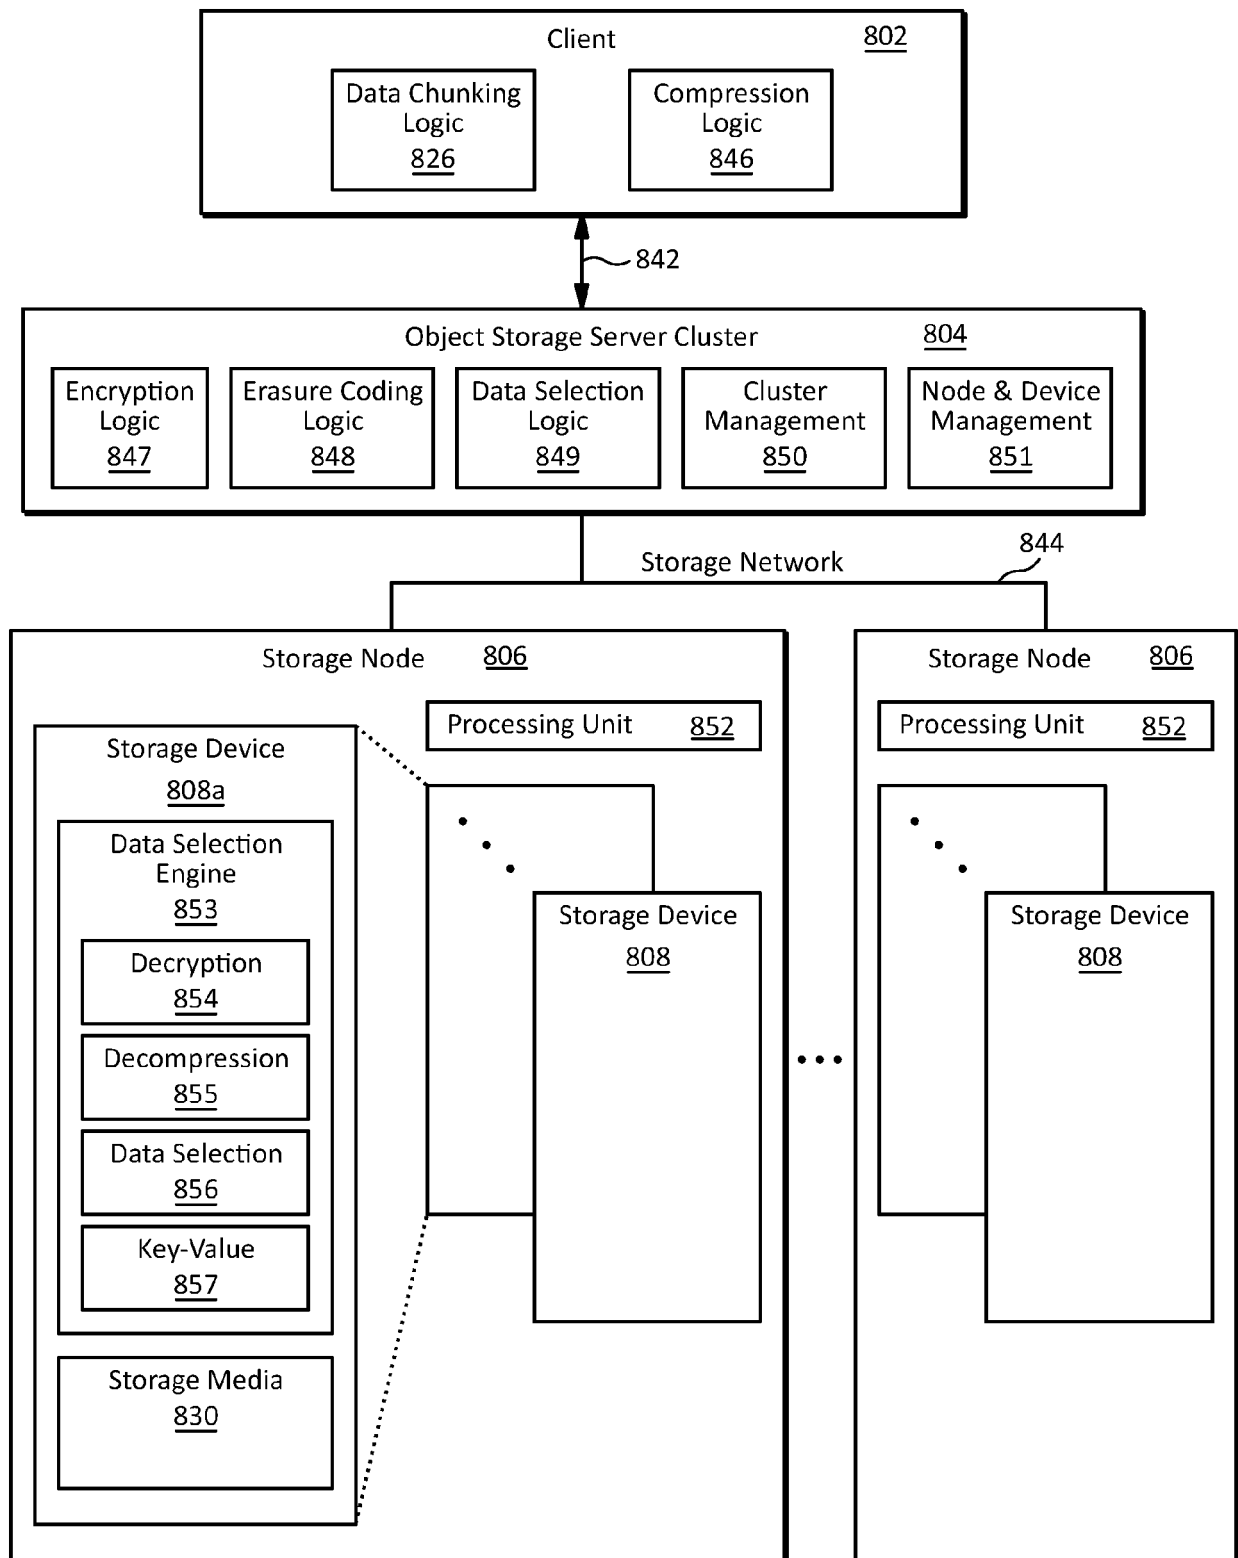 Client 802
Data Chunking
Logic
826
Compression
Logic
846
842
Object Storage Server Cluster 804
Encryption
Logic
847
Erasure Coding
Logic
848
Data Selection
Logic
849
Cluster
Management
850
Node & Device
Management
851
Storage Network
844
Storage Node 806
Processing Unit 852
Storage Device
808a
Data Selection
Engine
853
Decryption
854
Decompression
855
Data Selection
856
Key-Value
857
Storage Media
830
Storage Device
808
Storage Node 806
Processing Unit 852
Storage Device
808